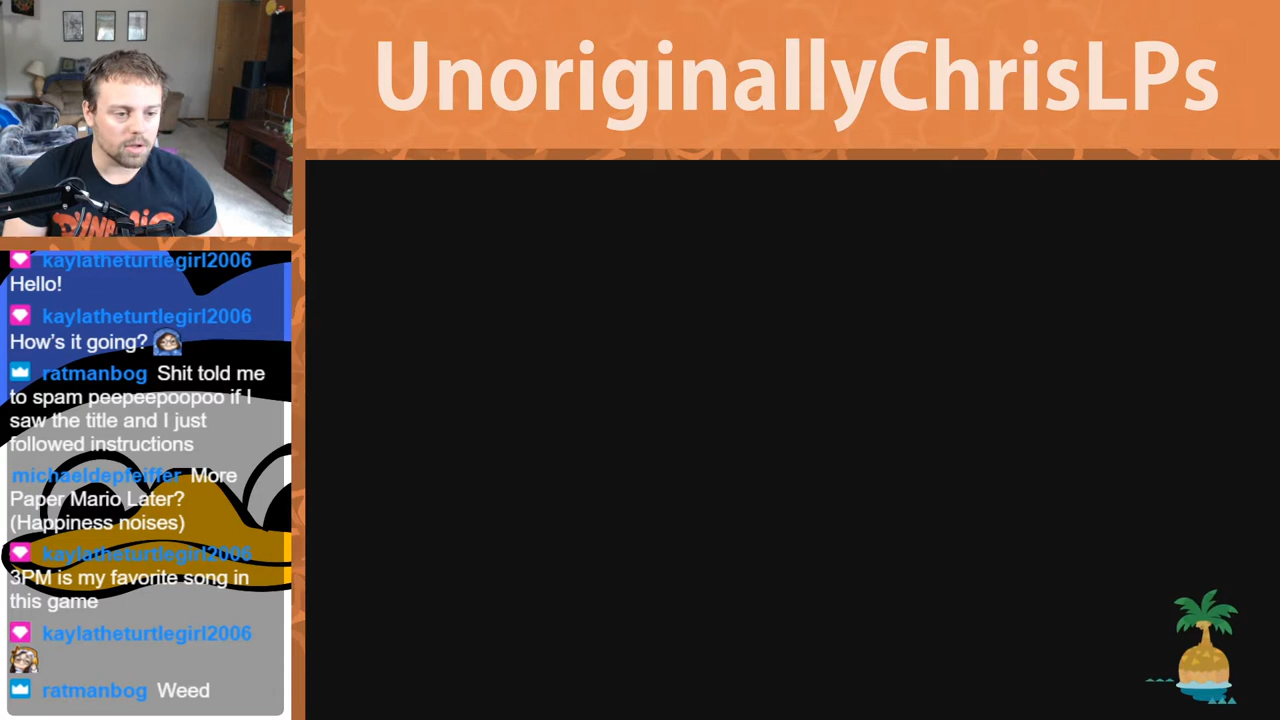 UnoriginallyChrisLPs
kaylatheturtlegirl2006
Hello!
kaylatheturtlegirl2006
How's it going?
ratmanbog Shit told me
to spam peepeepoopoo if I
saw the title and I just
followed instructions
michaeldepfeiffer More
Paper Mario Later?
(Happiness noises)
kaylatheturtlegirl2006
3PM is my favorite song in
this game
kaylatheturtlegirl2006
ratmanbog Weed